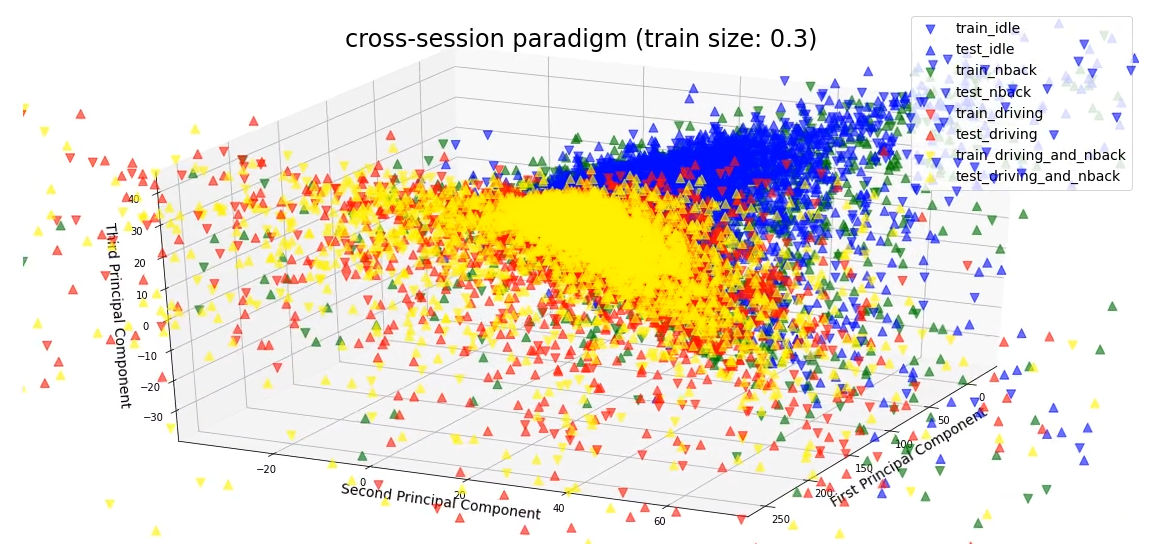 cross-session paradigm (train size: 0.3)
train_idle
test_idle
train_nback
test_nback
train_driving
test_driving
train_driving_and_nback
test_driving_and_nback
Third Principal Component
40
30
20
10
0
−10
−20
−30
Second Principal Component
−20
0
20
40
60
First Principal Component
0
50
100
150
200
250